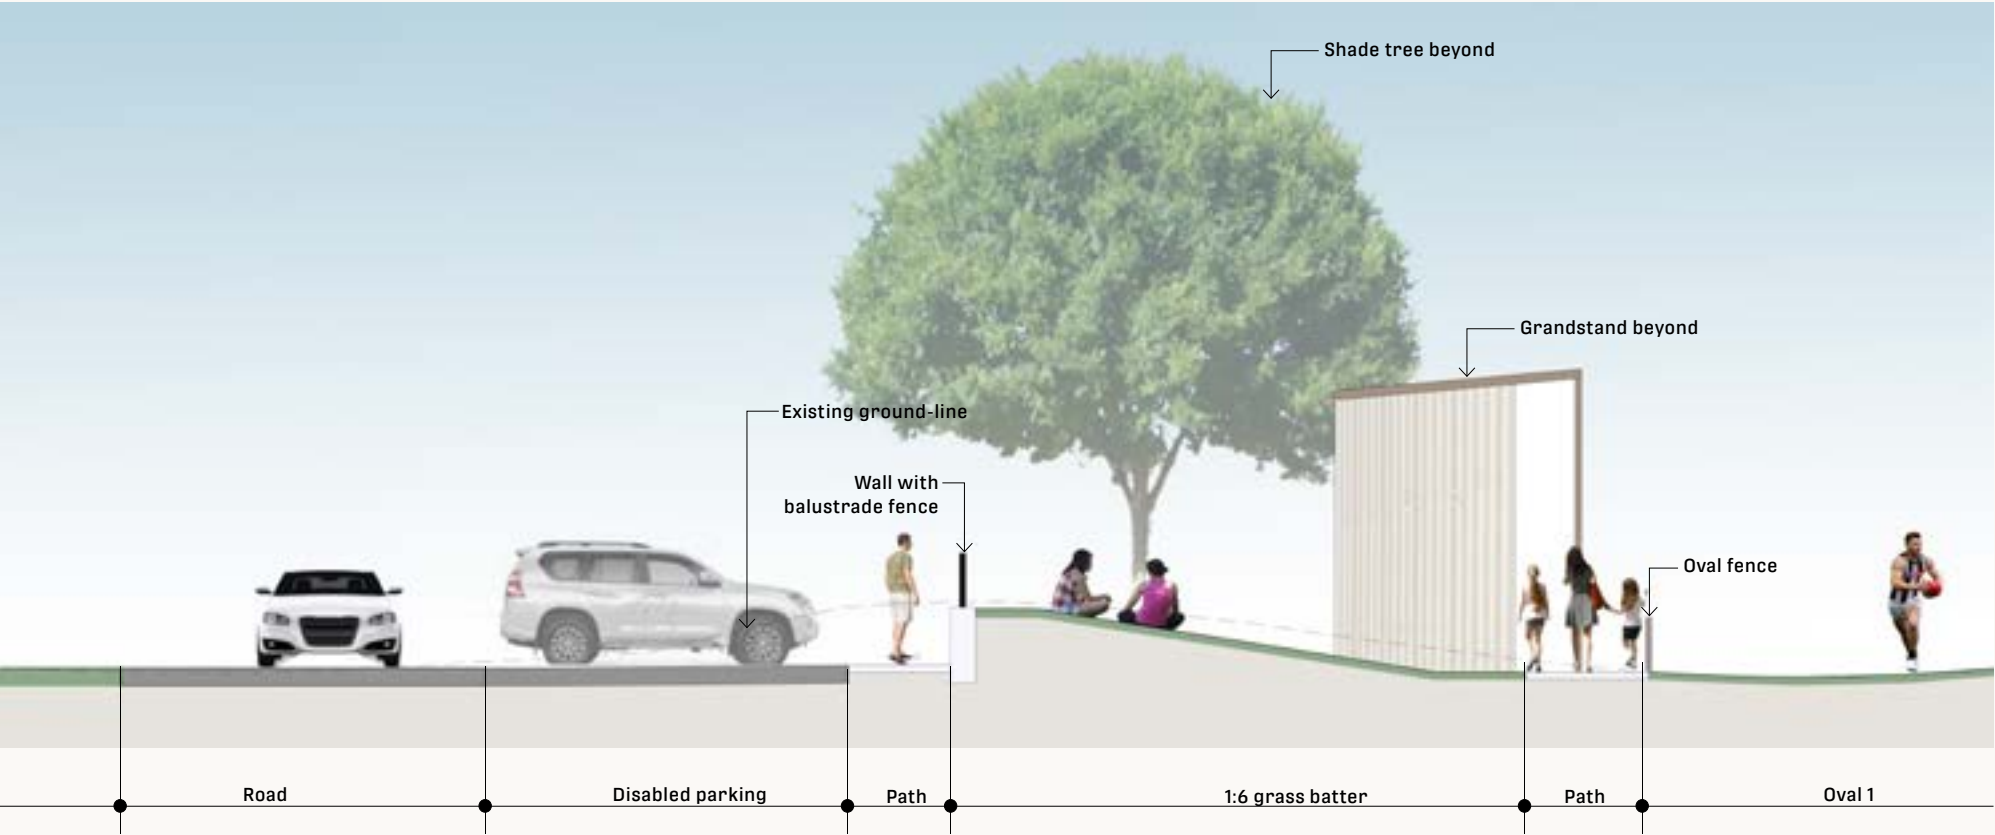 Shade tree beyond
Grandstand beyond
Existing ground-line
Wall with
balustrade fence
Oval fence
Road
Disabled parking
Path
1:6 grass batter
Path
Oval 1